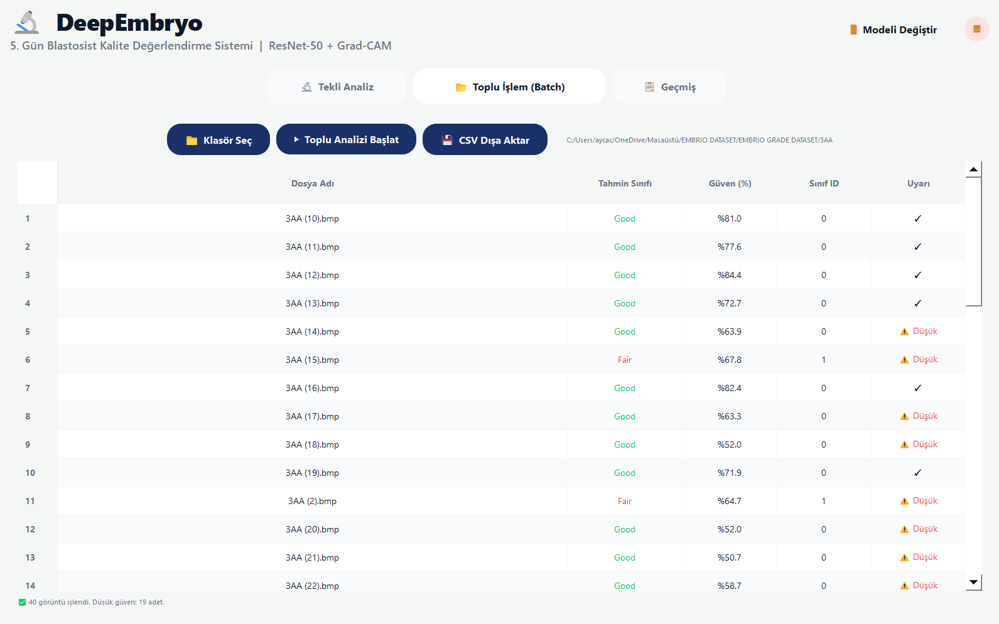 DeepEmbryo
5. Gün Blastosist Kalite Değerlendirme Sistemi | ResNet-50 + Grad-CAM
Modeli Değiştir
Tekli Analiz
Toplu İşlem (Batch)
Geçmiş
Klasör Seç
Toplu Analizi Başlat
CSV Dışa Aktar
C:/Users/aycac/OneDrive/Masaüstü/EMBRIO DATASET/EMBRIO GRADE DATASET/3AA
Dosya Adı Tahmin Sınıfı Güven (%) Sınıf ID Uyarı
1 3AA (10).bmp Good %81.0 0 ✓
2 3AA (11).bmp Good %77.6 0 ✓
3 3AA (12).bmp Good %84.4 0 ✓
4 3AA (13).bmp Good %72.7 0 ✓
5 3AA (14).bmp Good %63.9 0 ⚠ Düşük
6 3AA (15).bmp Fair %67.8 1 ⚠ Düşük
7 3AA (16).bmp Good %82.4 0 ✓
8 3AA (17).bmp Good %63.3 0 ⚠ Düşük
9 3AA (18).bmp Good %52.0 0 ⚠ Düşük
10 3AA (19).bmp Good %71.9 0 ✓
11 3AA (2).bmp Fair %64.7 1 ⚠ Düşük
12 3AA (20).bmp Good %52.0 0 ⚠ Düşük
13 3AA (21).bmp Good %50.7 0 ⚠ Düşük
14 3AA (22).bmp Good %58.7 0 ⚠ Düşük
40 görüntü işlendi. Düşük güven: 19 adet.